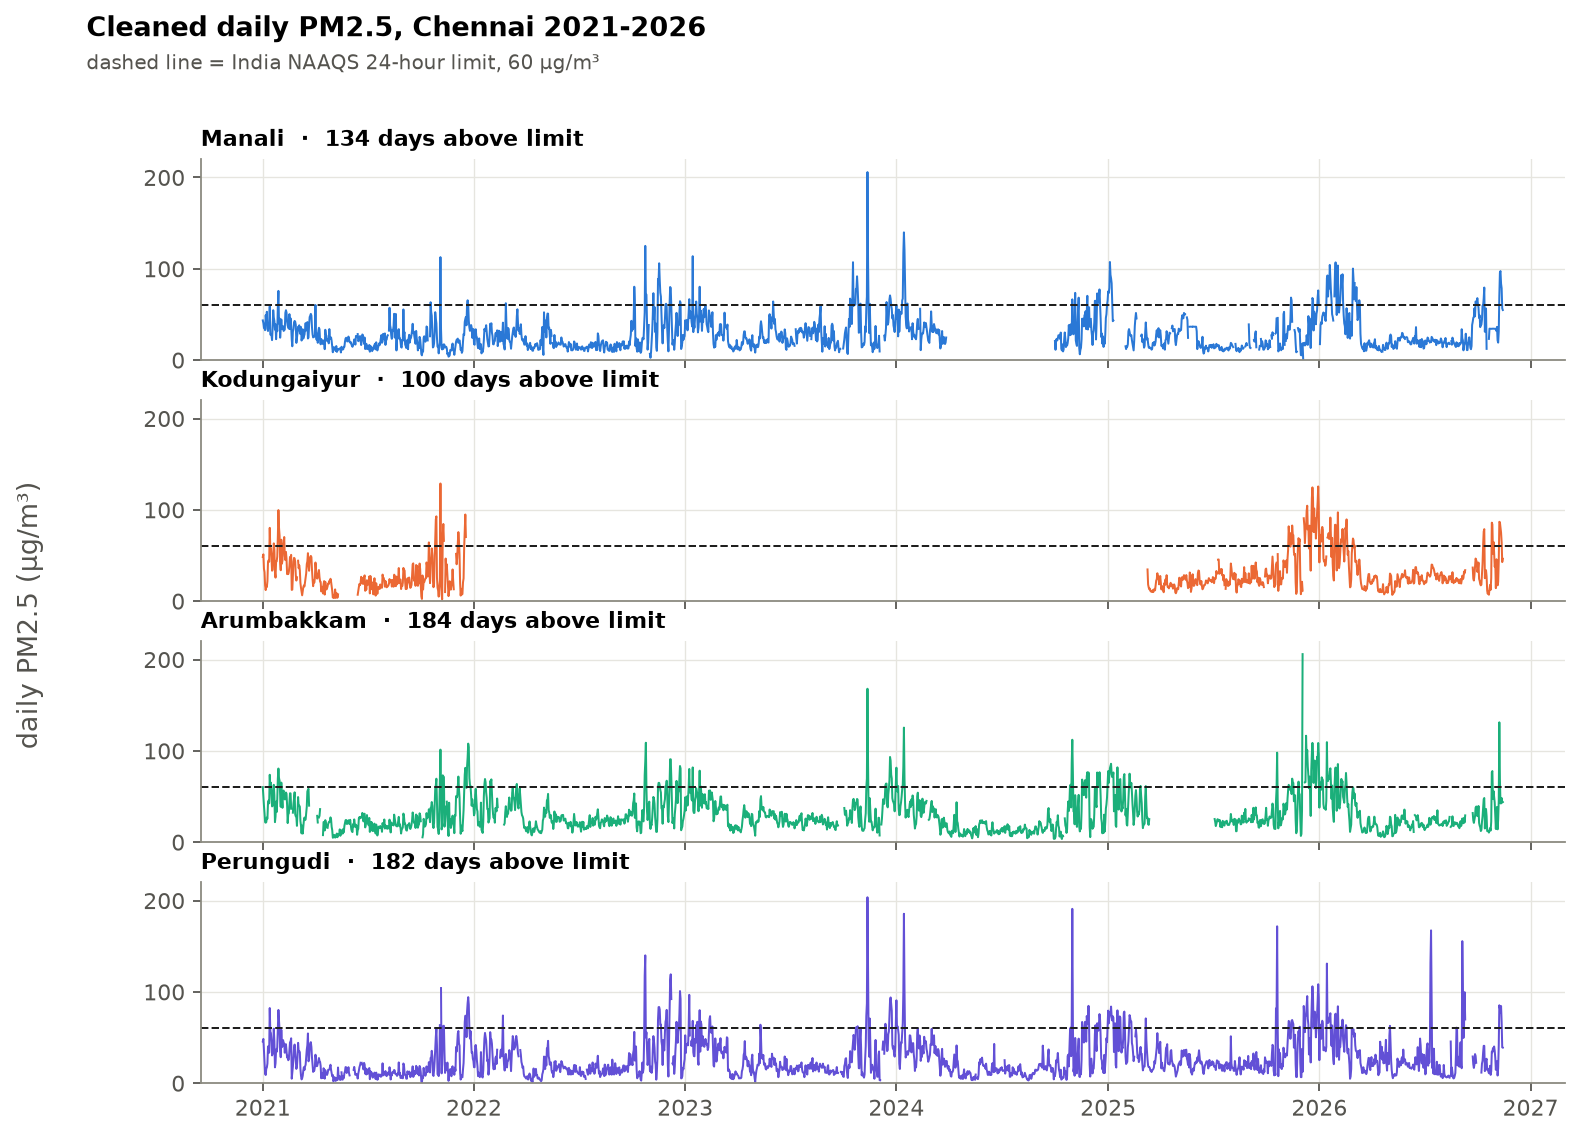 Cleaned daily PM2.5, Chennai 2021-2026
dashed line = India NAAQS 24-hour limit, 60 µg/m³
daily PM2.5 (µg/m³)
Manali · 134 days above limit
200
100
0
Kodungaiyur · 100 days above limit
200
100
0
Arumbakkam · 184 days above limit
200
100
0
Perungudi · 182 days above limit
200
100
0
2021 2022 2023 2024 2025 2026 2027